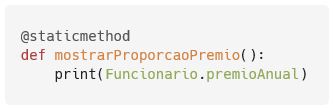 @staticmethod
def mostrarProporcaoPremio():
    print(Funcionario.premioAnual)